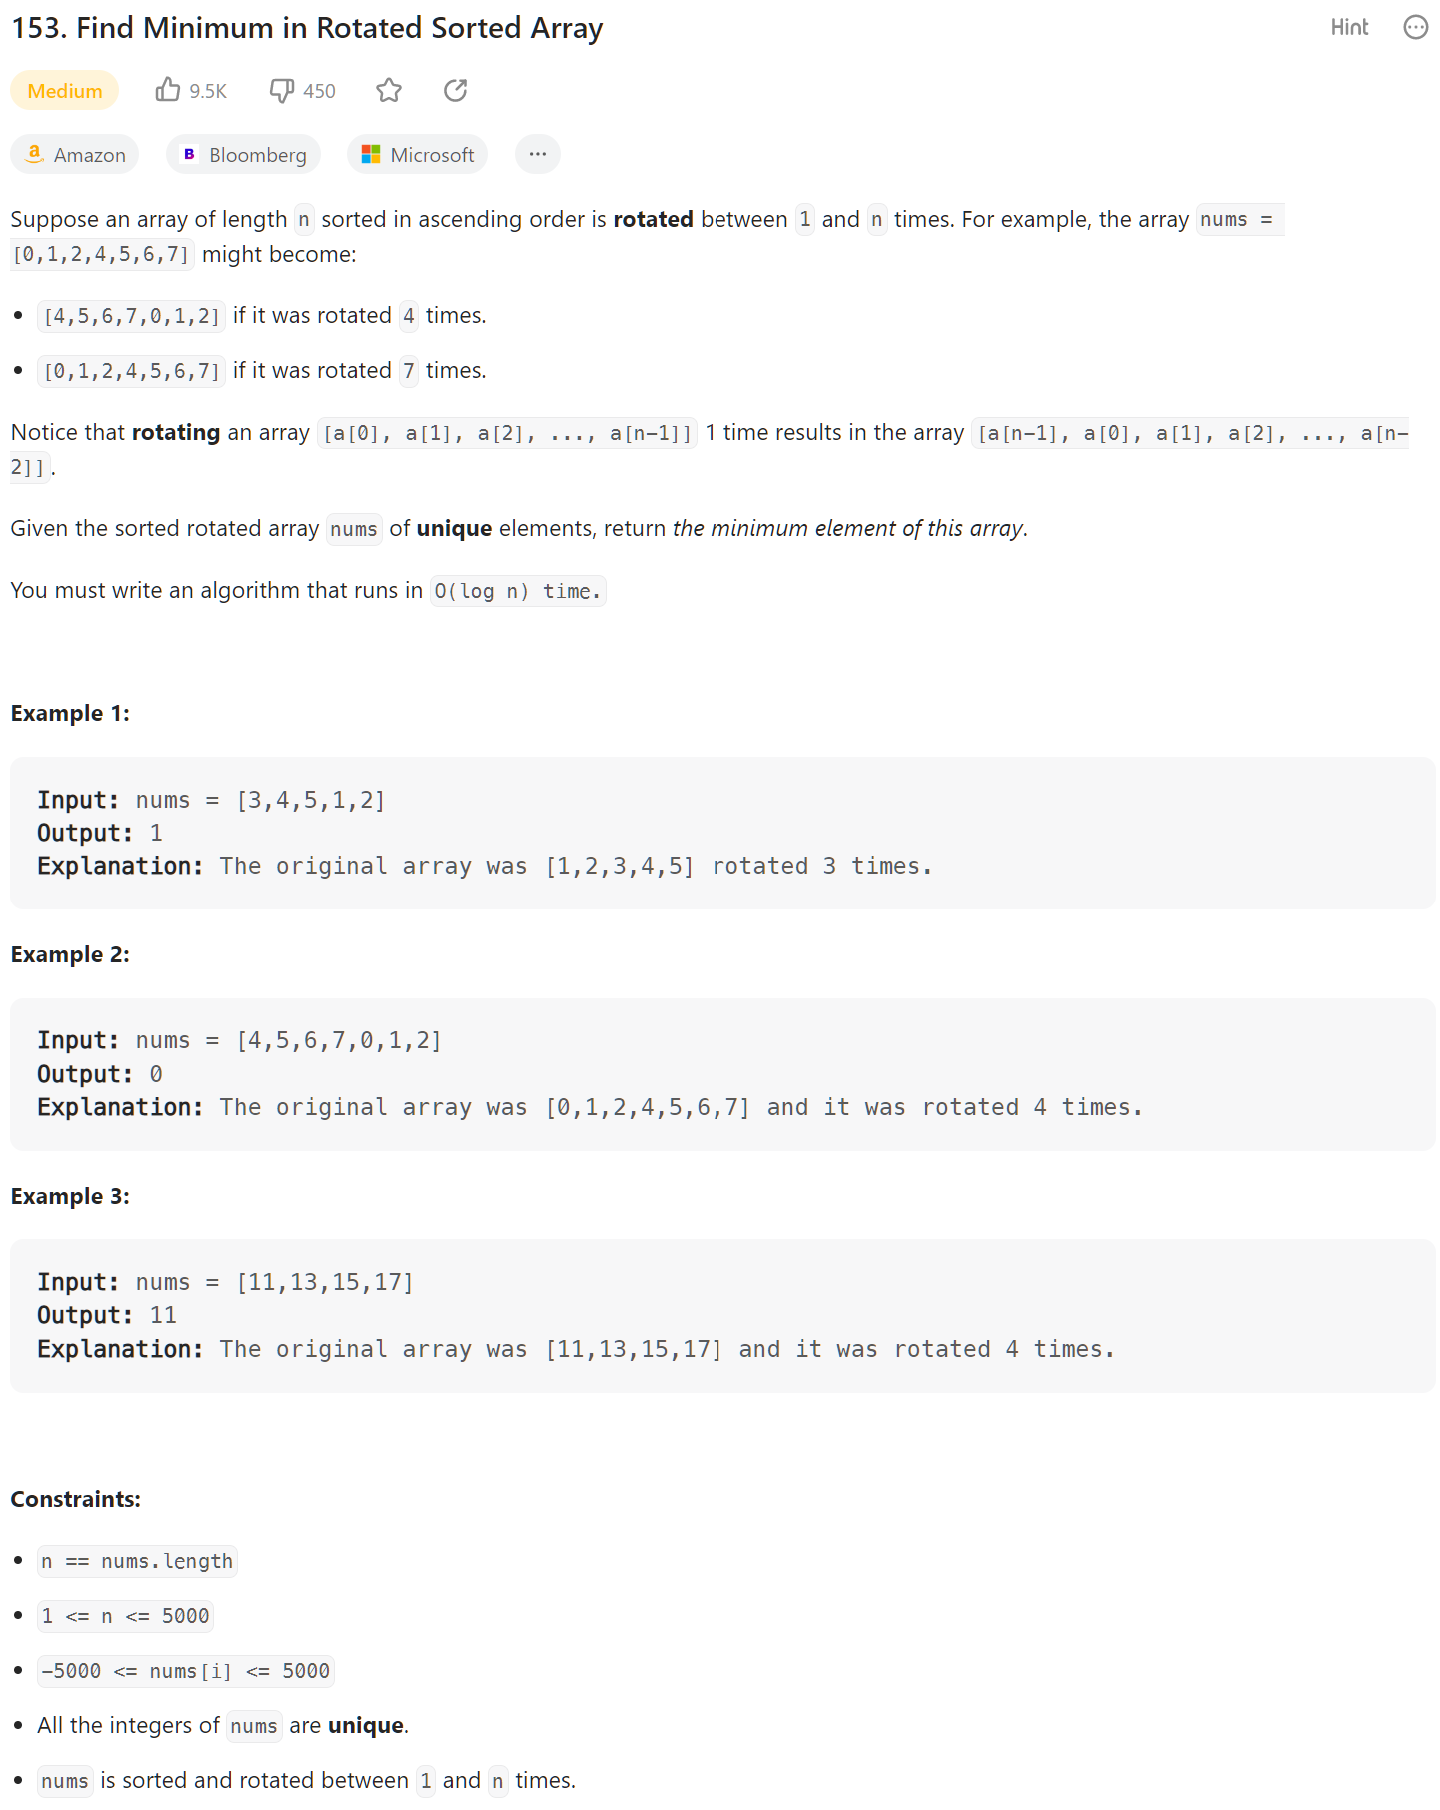 153. Find Minimum in Rotated Sorted Array
Hint
Medium 9.5K 450
Amazon Bloomberg Microsoft
Suppose an array of length n sorted in ascending order is rotated between 1 and n times. For example, the array nums =
[0,1,2,4,5,6,7] might become:
• [4,5,6,7,0,1,2] if it was rotated 4 times.
• [0,1,2,4,5,6,7] if it was rotated 7 times.
Notice that rotating an array [a[0], a[1], a[2], ..., a[n-1]] 1 time results in the array [a[n-1], a[0], a[1], a[2], ..., a[n-
2]].
Given the sorted rotated array nums of unique elements, return the minimum element of this array.
You must write an algorithm that runs in O(log n) time.
Example 1:
Input: nums = [3,4,5,1,2]
Output: 1
Explanation: The original array was [1,2,3,4,5] rotated 3 times.
Example 2:
Input: nums = [4,5,6,7,0,1,2]
Output: 0
Explanation: The original array was [0,1,2,4,5,6,7] and it was rotated 4 times.
Example 3:
Input: nums = [11,13,15,17]
Output: 11
Explanation: The original array was [11,13,15,17] and it was rotated 4 times.
Constraints:
• n == nums.length
• 1 <= n <= 5000
• -5000 <= nums[i] <= 5000
• All the integers of nums are unique.
• nums is sorted and rotated between 1 and n times.